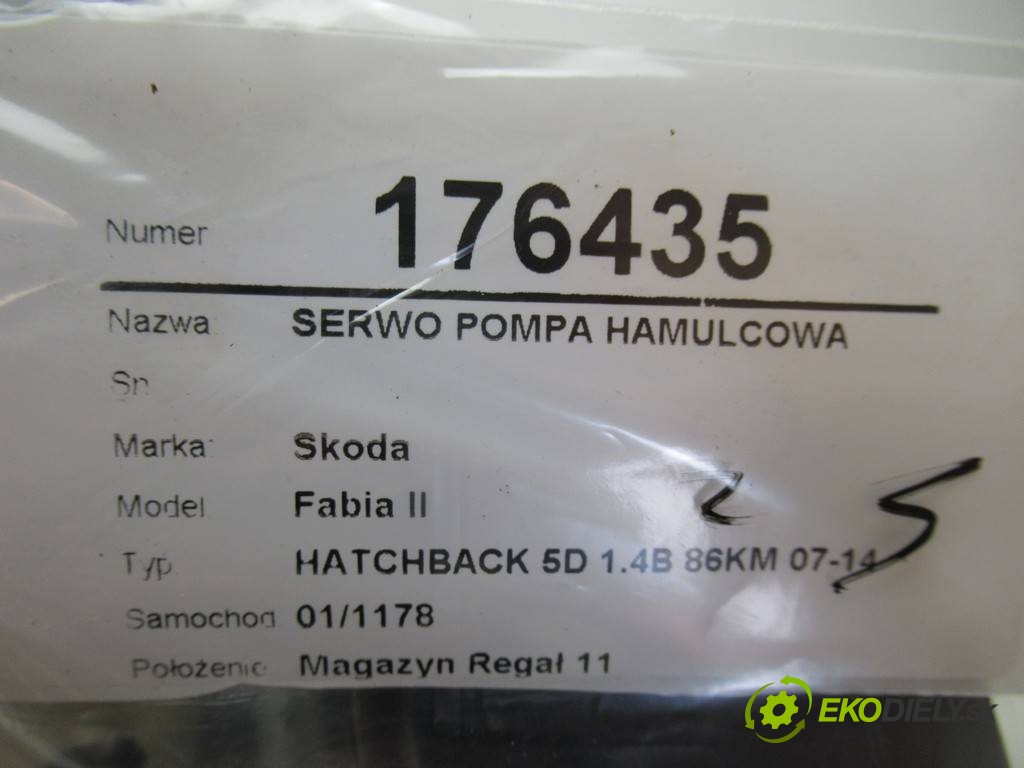 Numer 176435
Nazwa SERWO POMPA HAMULCOWA
Sn
Marka: Skoda
Model Fabia II
Typ HATCHBACK 5D 1.4B 86KM 07-14
Samochod 01/1178
Położenie Magazyn Regał 11
EKODIELY.SK